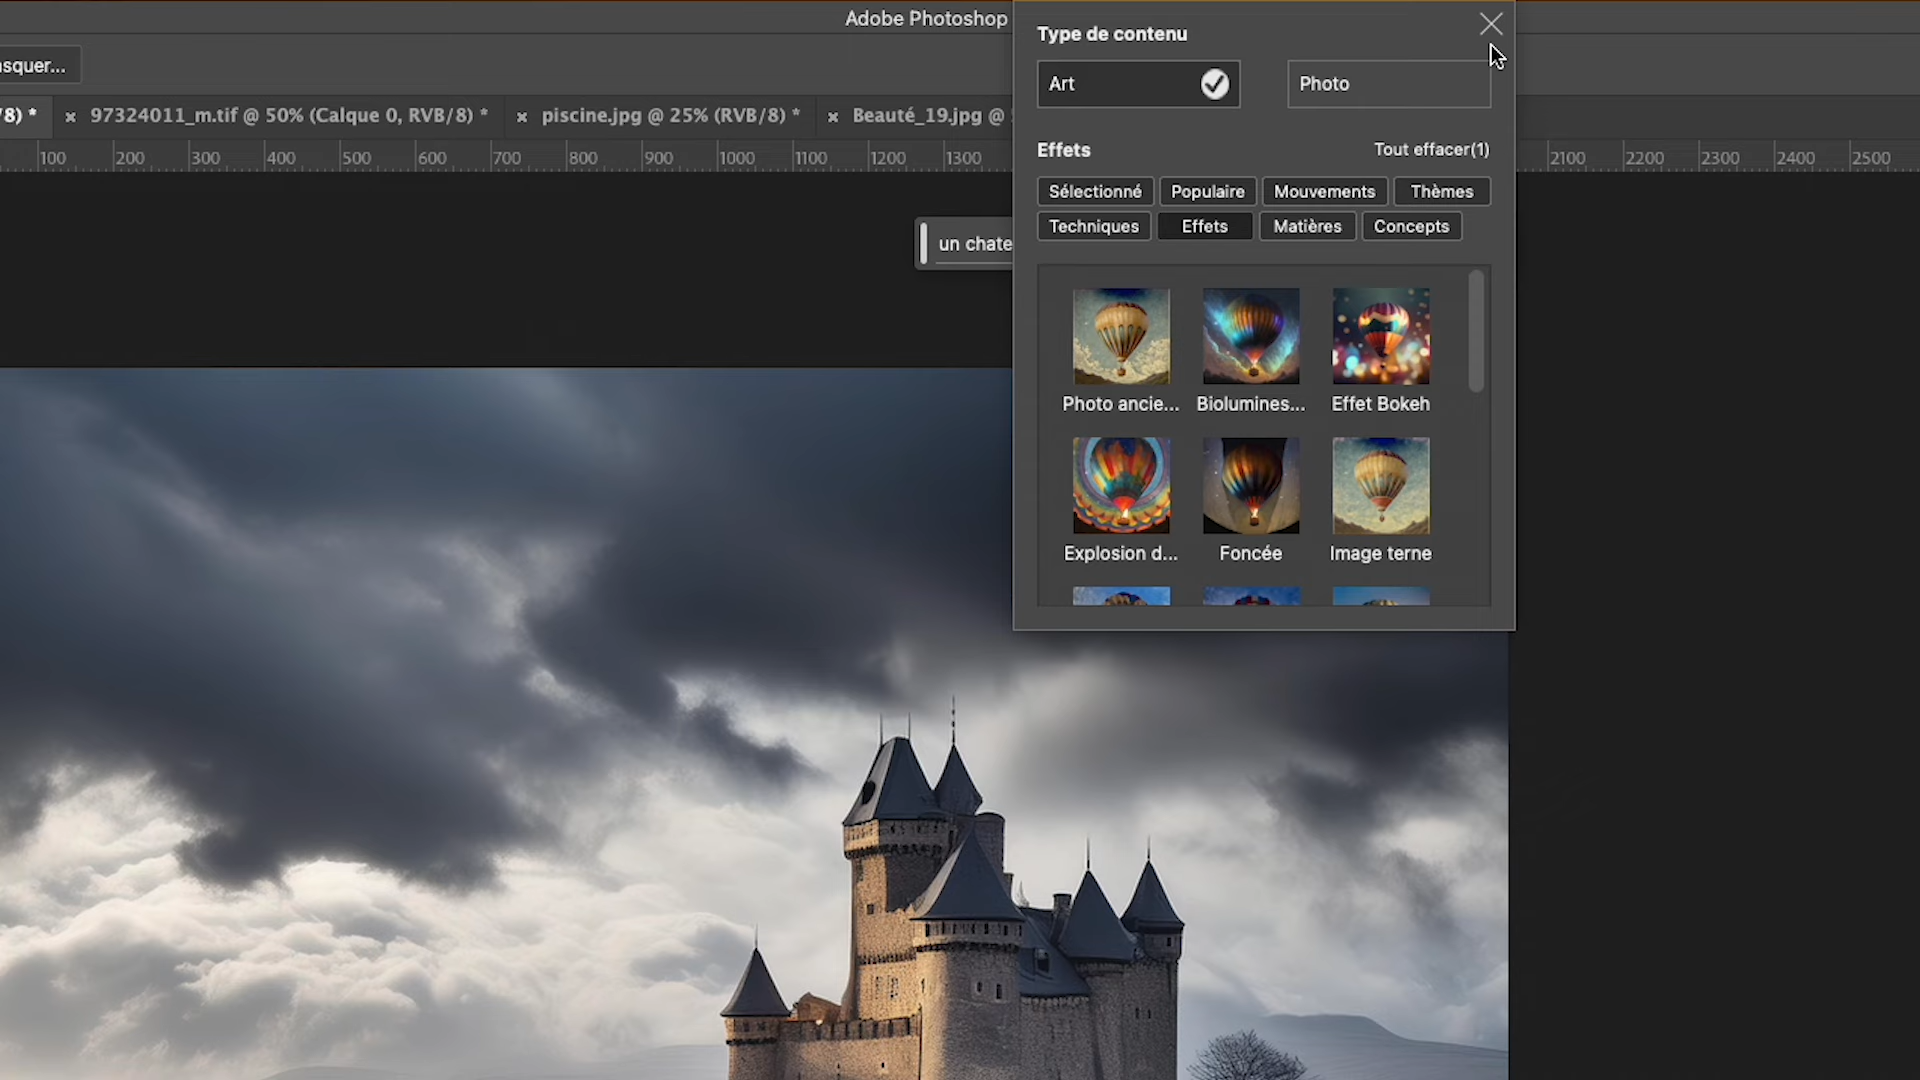 Adobe Photoshop
Type de contenu
squer...
Art
Photo
/8) *
× 97324011_m.tif @ 50% (Calque 0, RVB/8) *
× piscine.jpg @ 25% (RVB/8) *
× Beauté_19.jpg @
100 200 300 400 500 600 700 800 900 1000 1100 1200 1300 2100 2200 2300 2400 2500
Effets
Tout effacer(1)
Sélectionné Populaire Mouvements Thèmes
Techniques Effets Matières Concepts
un chate
Photo ancie... Biolumines... Effet Bokeh
Explosion d... Foncée Image terne